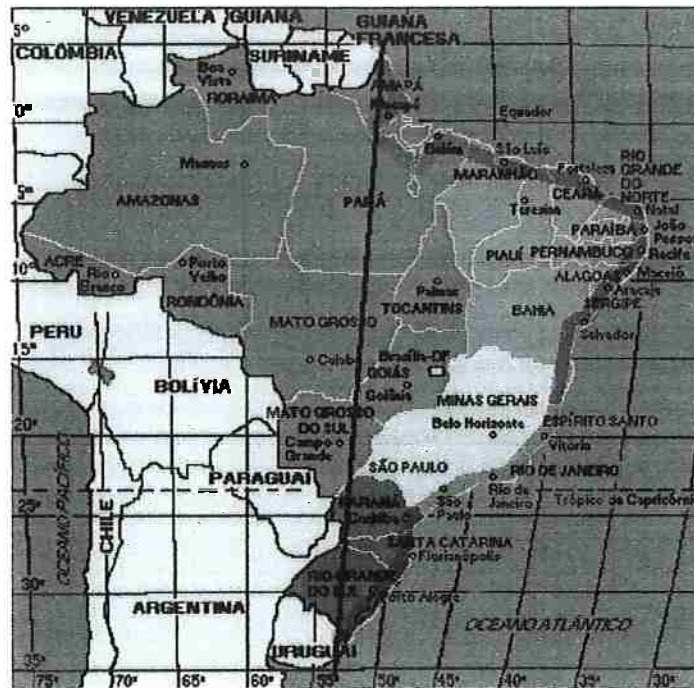 5°
VENEZUELA
GUIANA
GUIANA
FRANCESA
COLÔMBIA
SURINAME
Boa
Vista
RORAIMA
AMAPÁ
Macapá
Equador
0°
Belém
São Luís
Fortaleza
RIO
GRANDE
DO
NORTE
Manaus
MARANHÃO
CEARÁ
AMAZONAS
PARÁ
Teresina
Natal
5°
PARAÍBA
João
Pessoa
PIAUÍ
PERNAMBUCO
Recife
ACRE
Rio
Branco
Porto
Velho
Palmas
ALAGOAS
Maceió
10°
RONDÔNIA
TOCANTINS
Aracaju
SERGIPE
BAHIA
PERU
MATO GROSSO
Salvador
15°
Cuiabá
Brasília-DF
BOLÍVIA
GOIÁS
Goiânia
MINAS GERAIS
MATO GROSSO
DO SUL
Belo Horizonte
ESPÍRITO SANTO
20°
Campo
Grande
Vitória
SÃO PAULO
PARAGUAI
RIO DE JANEIRO
Rio de
Janeiro
Trópico de Capricórnio
PARANÁ
São
Paulo
25°
Curitiba
OCEANO PACÍFICO
CHILE
SANTA CATARINA
Florianópolis
RIO GRANDE
DO SUL
30°
Porto Alegre
ARGENTINA
OCEANO ATLÂNTICO
URUGUAI
35°
75°
70°
65°
60°
55°
50°
45°
40°
35°
30°